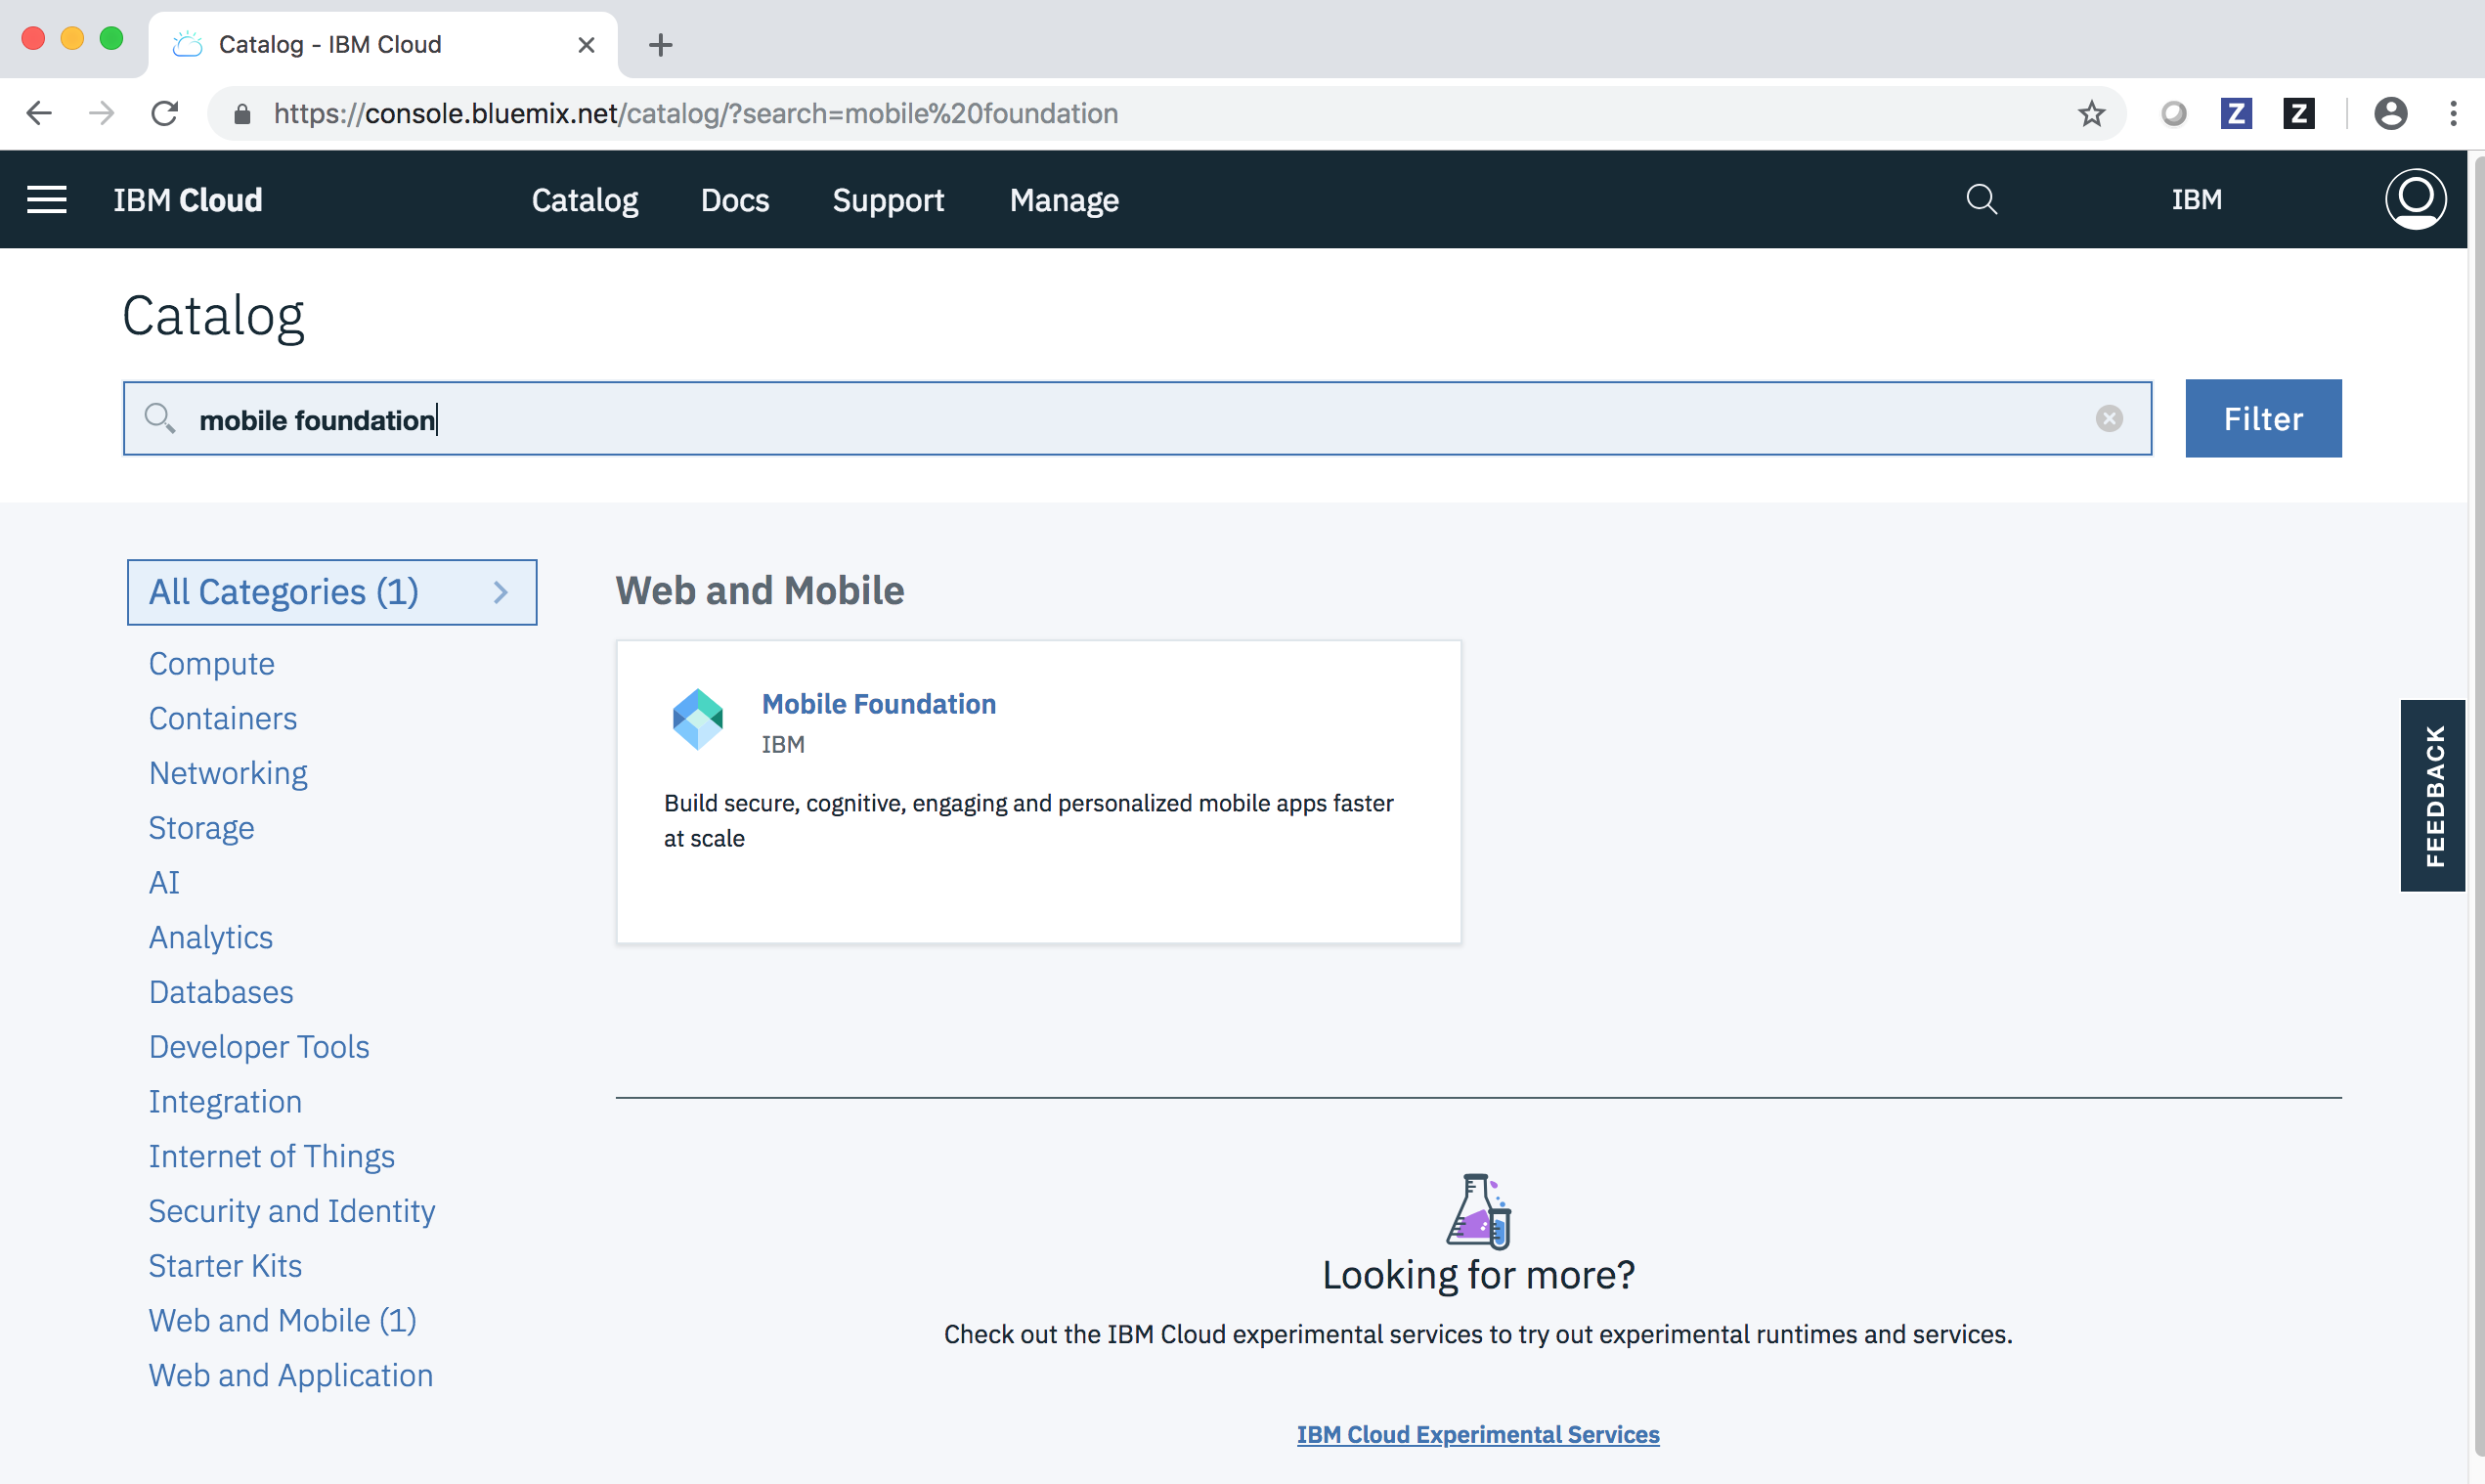 Catalog - IBM Cloud
https://console.bluemix.net/catalog/?search=mobile%20foundation
Z
Z
IBM Cloud
Catalog
Docs
Support
Manage
IBM
Catalog
mobile foundation
Filter
All Categories (1)
Compute
Containers
Networking
Storage
AI
Analytics
Databases
Developer Tools
Integration
Internet of Things
Security and Identity
Starter Kits
Web and Mobile (1)
Web and Application
Web and Mobile
Mobile Foundation
IBM
Build secure, cognitive, engaging and personalized mobile apps faster
at scale
FEEDBACK
Looking for more?
Check out the IBM Cloud experimental services to try out experimental runtimes and services.
IBM Cloud Experimental Services